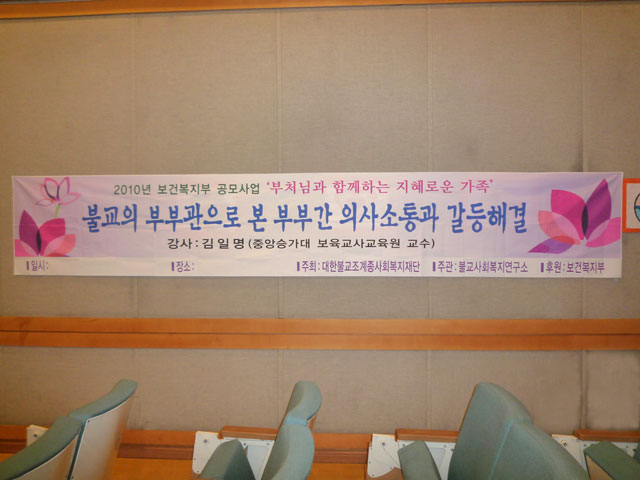 2010년 보건복지부 공모사업 '부처님과 함께하는 지혜로운 가족'
불교의 부부관으로 본 부부간 의사소통과 갈등해결
강사 : 김일명 (중앙승가대 보육교사교육원 교수)
일시 : 장소 : 주최 : 대한불교조계종사회복지재단 주관 : 불교사회복지연구소 후원 : 보건복지부